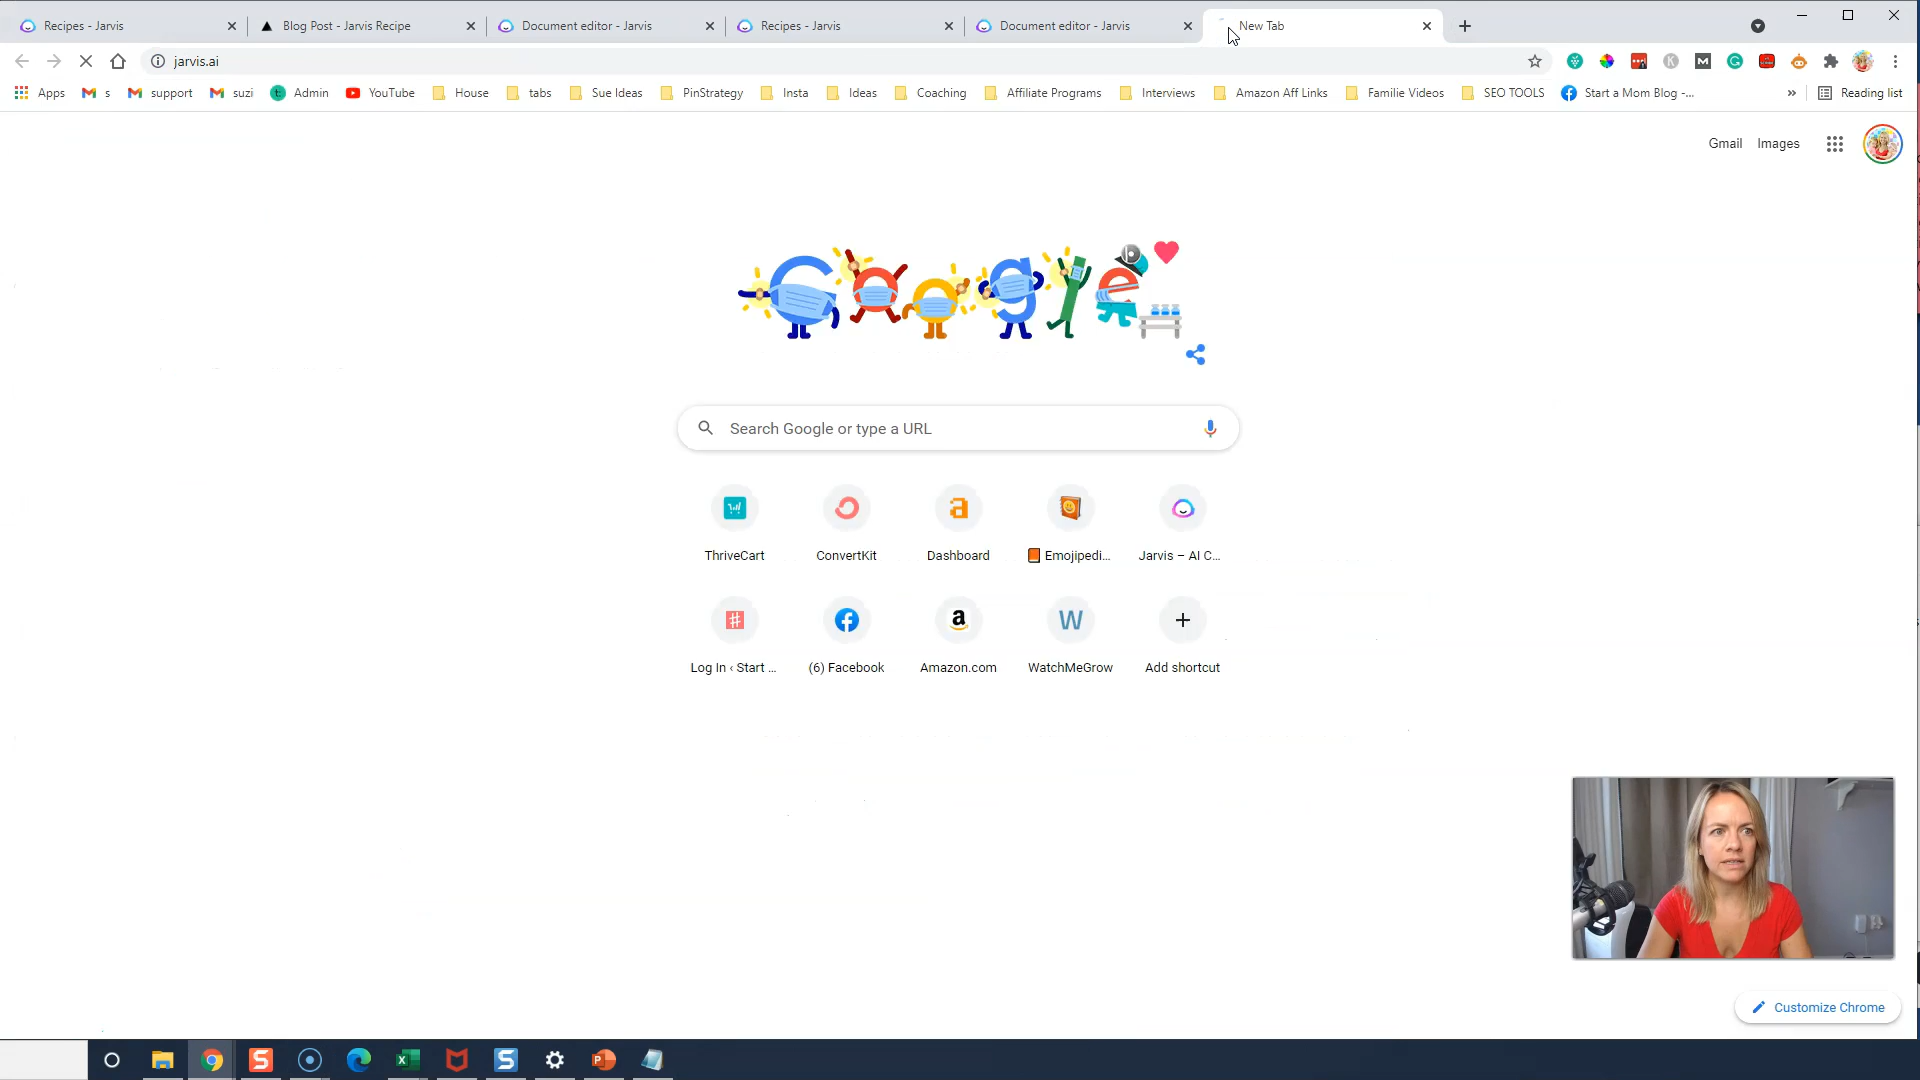 Recipes - Jarvis
Blog Post - Jarvis Recipe
Document editor - Jarvis
Recipes - Jarvis
Document editor - Jarvis
New Tab
jarvis.ai
Apps
s
support
suzi
Admin
YouTube
House
tabs
Sue Ideas
PinStrategy
Insta
Ideas
Coaching
Affiliate Programs
Interviews
Amazon Aff Links
Familie Videos
SEO TOOLS
Start a Mom Blog -...
»
Reading list
Gmail
Images
Google
Search Google or type a URL
ThriveCart
ConvertKit
Dashboard
Emojipedi...
Jarvis – AI C...
Log In ‹ Start ...
(6) Facebook
Amazon.com
WatchMeGrow
Add shortcut
Customize Chrome